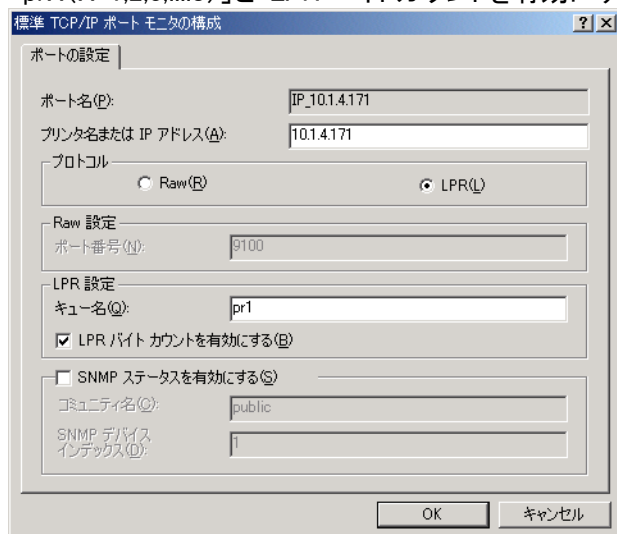 標準 TCP/IP ポート モニタの構成
ポートの設定
ポート名(P): IP_10.1.4.171
プリンタ名または IP アドレス(A): 10.1.4.171
プロトコル
Raw(R) LPR(L)
Raw 設定
ポート番号(N): 9100
LPR 設定
キュー名(Q): pr1
LPR バイト カウントを有効にする(B)
SNMP ステータスを有効にする(S)
コミュニティ名(C): public
SNMP デバイス
インデックス(D): 1
OK キャンセル